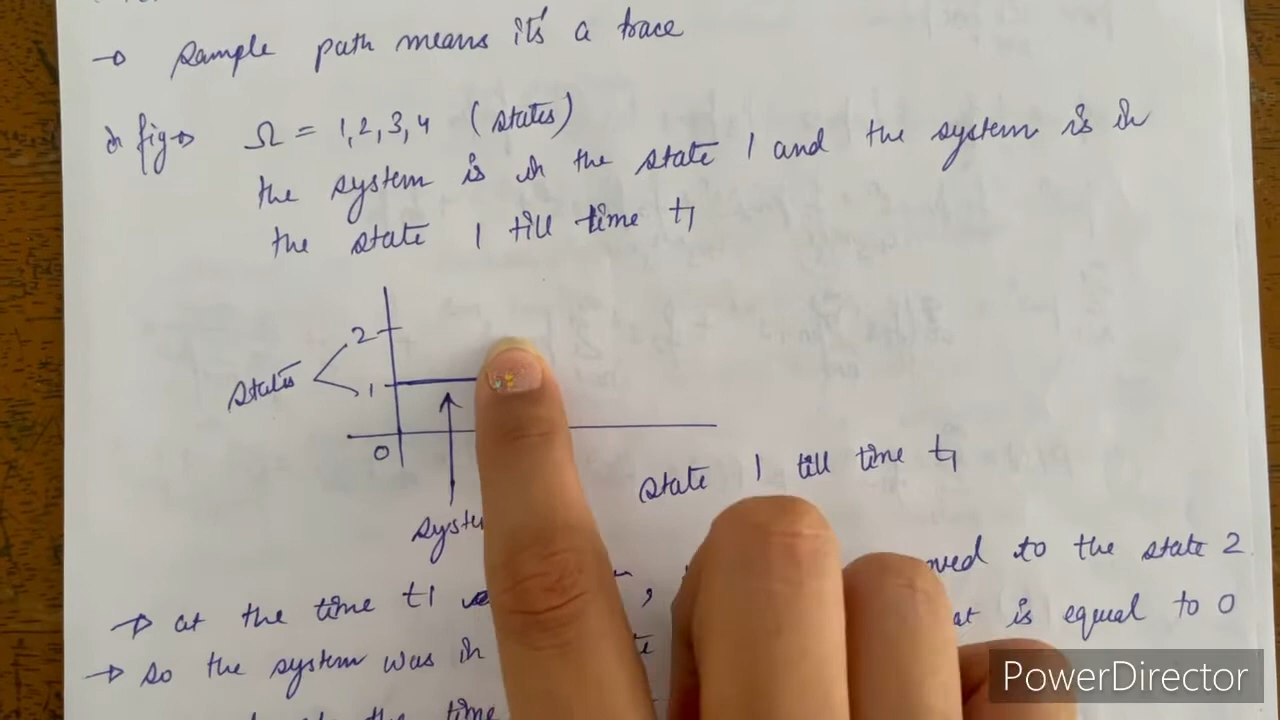 → sample path means it's a trace
in fig → Ω = 1, 2, 3, 4 (states)
the system is in the state 1 and the system is in
the state 1 till time t1
2
states
1
0
state 1 till time t1
→ at the time t1 , to the state 2
→ so the system was in is equal to 0
the time
PowerDirector